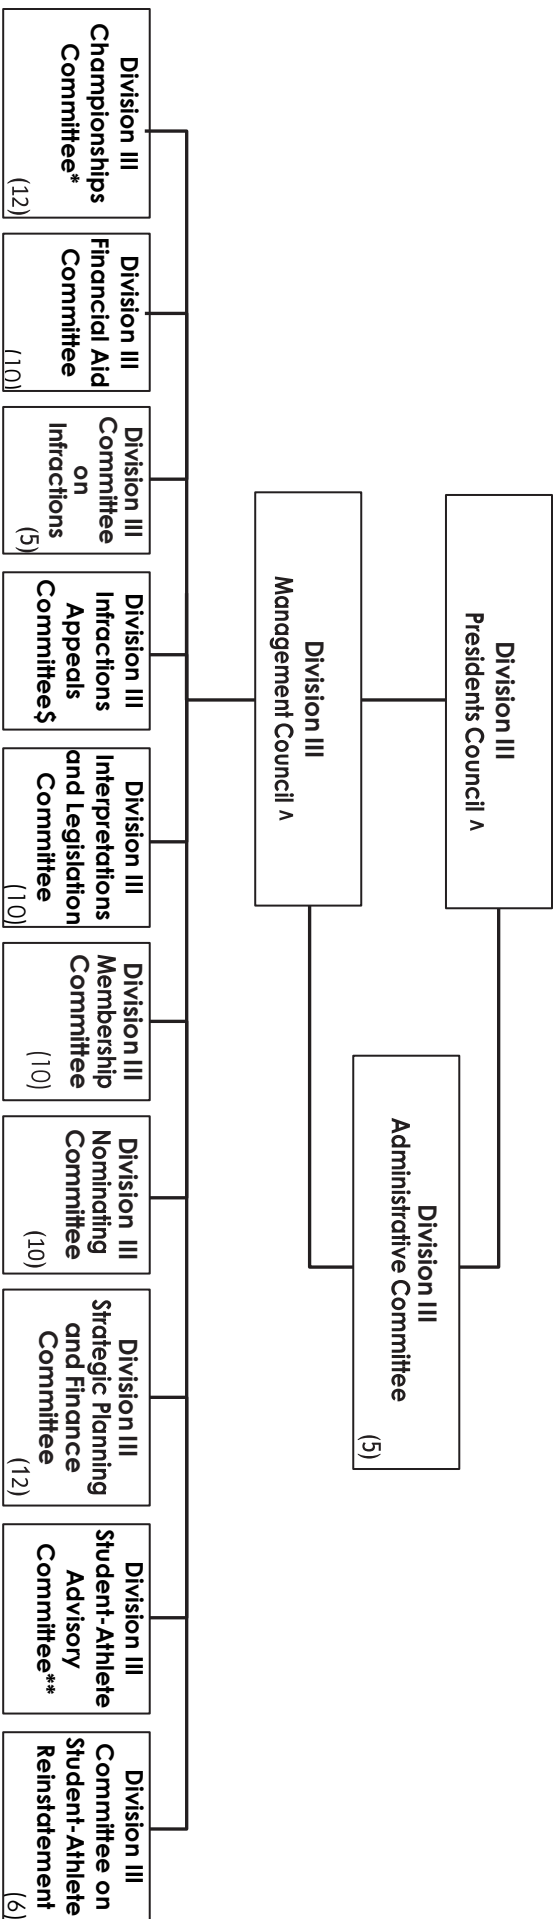 Division III
Presidents Council ^
Division III
Administrative Committee
(5)
Division III
Management Council ^
Division III
Championships
Committee*
(12)
Division III
Financial Aid
Committee
(10)
Division III
Committee
on
Infractions
(5)
Division III
Infractions
Appeals
Committee$
Division III
Interpretations
and Legislation
Committee
(10)
Division III
Membership
Committee
(10)
Division III
Nominating
Committee
(10)
Division III
Strategic Planning
and Finance
Committee
(12)
Division III
Student-Athlete
Advisory
Committee**
Division III
Committee on
Student-Athlete
Reinstatement
(6)